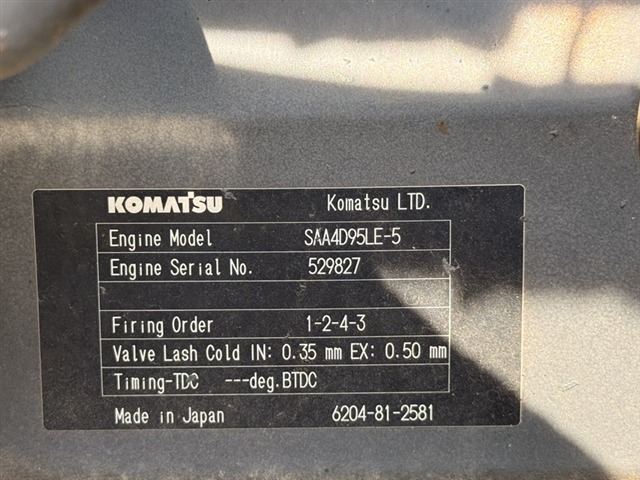 KOMATSU Komatsu LTD.
Engine Model SAA4D95LE-5
Engine Serial No. 529827
Firing Order 1-2-4-3
Valve Lash Cold IN: 0.35 mm EX: 0.50 mm
Timing-TDC ---deg.BTDC
Made in Japan 6204-81-2581